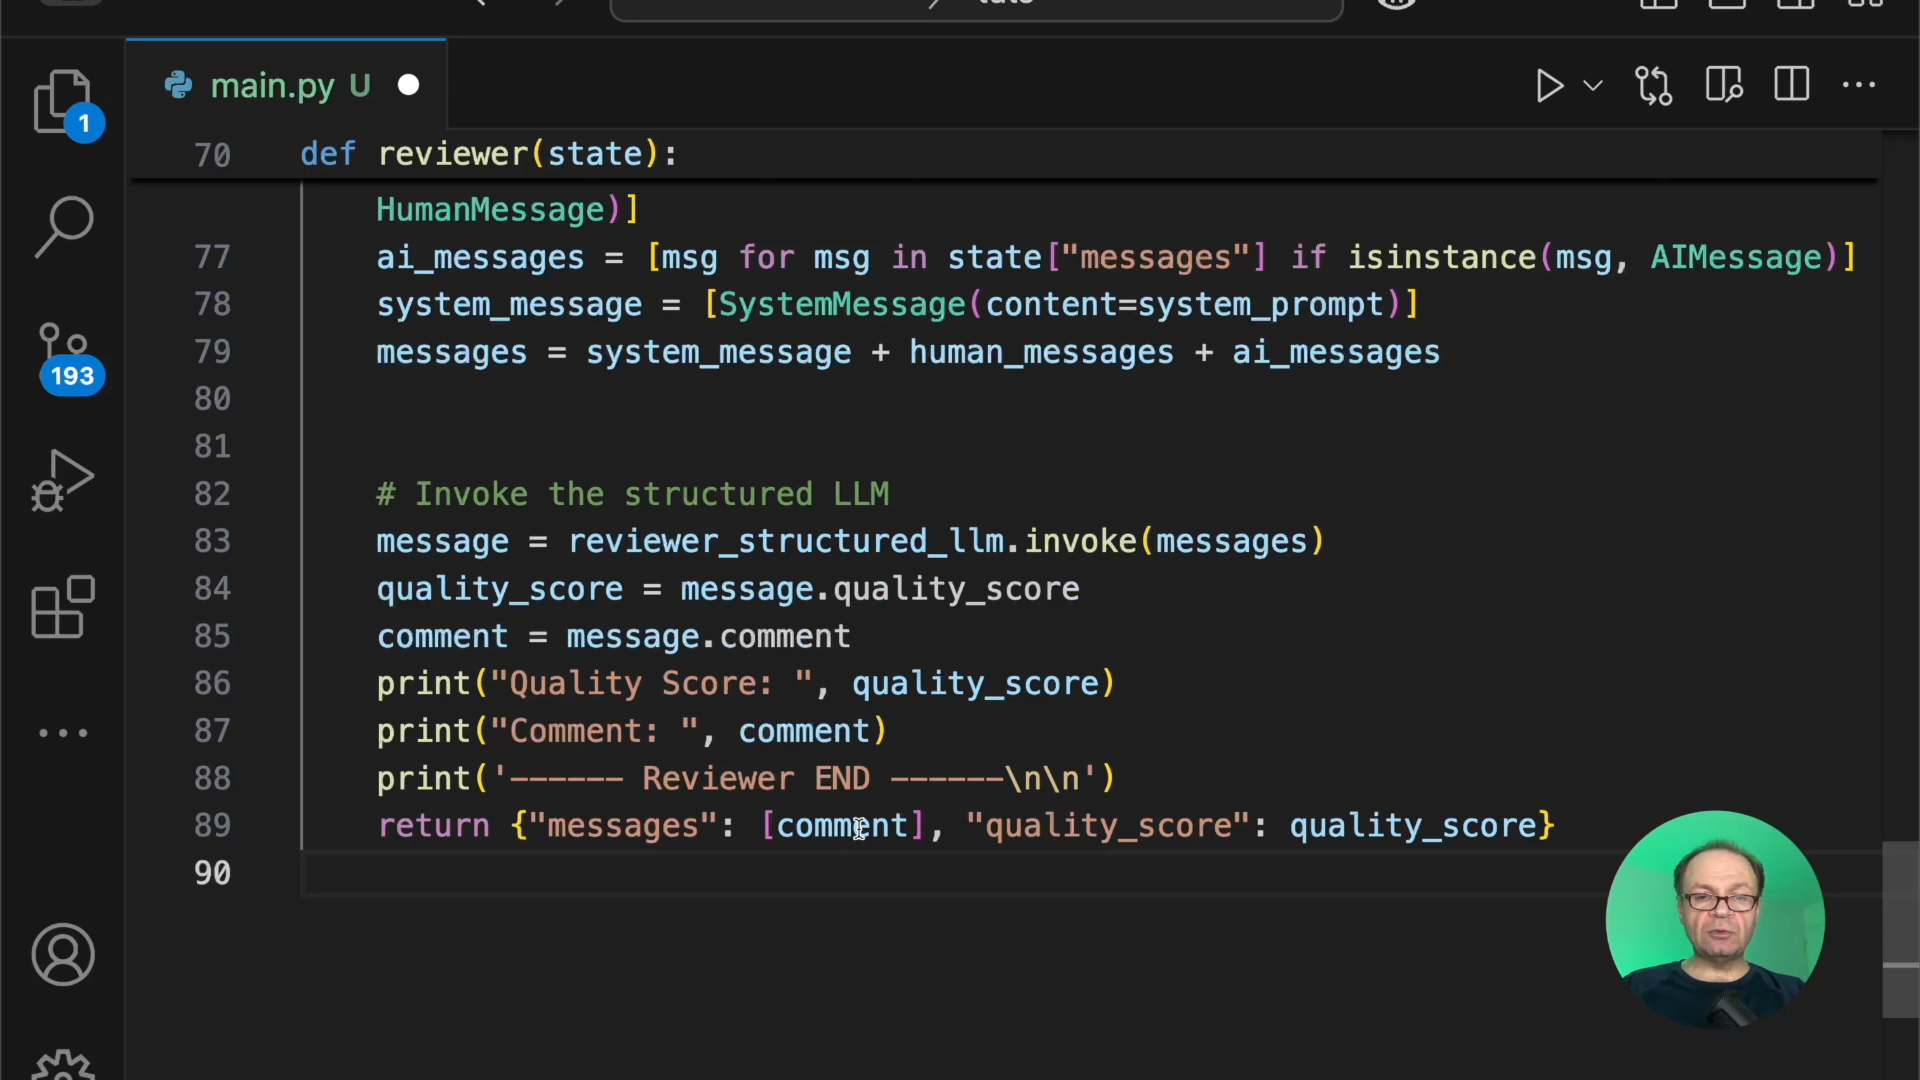 main.py U
1
70 def reviewer(state):
HumanMessage)]
77 ai_messages = [msg for msg in state["messages"] if isinstance(msg, AIMessage)]
78 system_message = [SystemMessage(content=system_prompt)]
79 messages = system_message + human_messages + ai_messages
193
80
81
82 # Invoke the structured LLM
83 message = reviewer_structured_llm.invoke(messages)
84 quality_score = message.quality_score
85 comment = message.comment
86 print("Quality Score: ", quality_score)
87 print("Comment: ", comment)
88 print('------ Reviewer END ------\n\n')
89 return {"messages": [comment], "quality_score": quality_score}
90